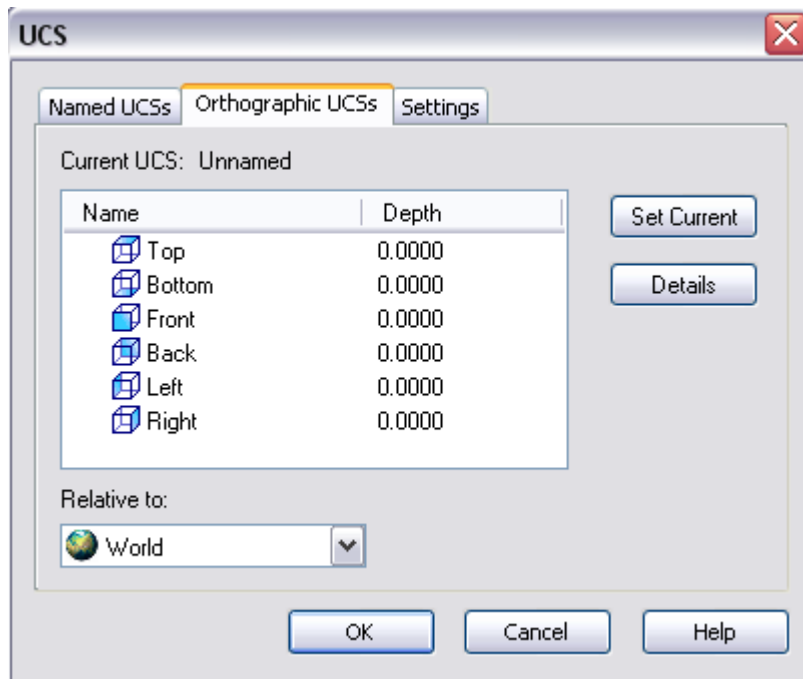 UCS
Named UCSs Orthographic UCSs Settings
Current UCS: Unnamed
Name Depth
Top 0.0000
Bottom 0.0000
Front 0.0000
Back 0.0000
Left 0.0000
Right 0.0000
Set Current
Details
Relative to:
World
OK Cancel Help